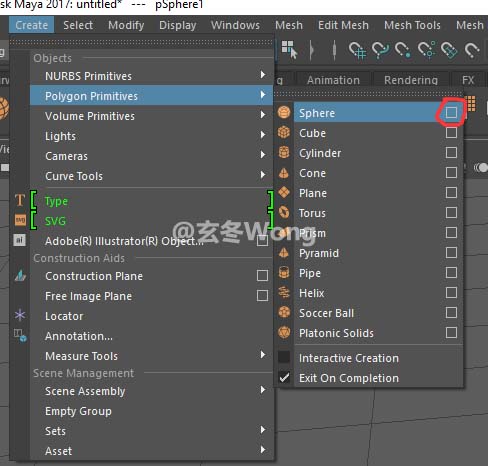 sk Maya 2017: untitled* --- pSphere1
Create Select Modify Display Windows Mesh Edit Mesh Mesh Tools
Objects
NURBS Primitives
Animation Rendering FX
Polygon Primitives
Sphere
Volume Primitives
Cube
Lights
Cylinder
Cameras
Cone
Curve Tools
Plane
T Type
Torus
SVG SVG
Prism
Ai Adobe(R) Illustrator(R) Object...
Pyramid
Construction Aids
Pipe
Construction Plane
Helix
Free Image Plane
Soccer Ball
Locator
Platonic Solids
Annotation...
Interactive Creation
Measure Tools
Exit On Completion
Scene Management
Scene Assembly
Empty Group
Sets
Asset
@玄冬Wong